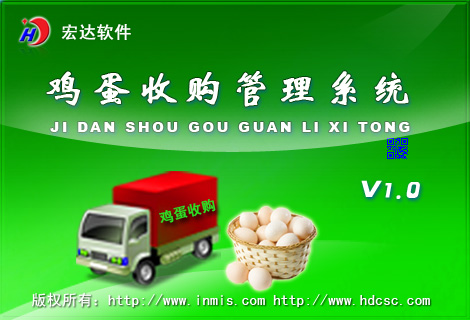 宏达软件
鸡蛋收购管理系统
JI DAN SHOU GOU GUAN LI XI TONG
V1.0
鸡蛋收购
版权所有：http://www.inmis.com http://www.hdcsc.com